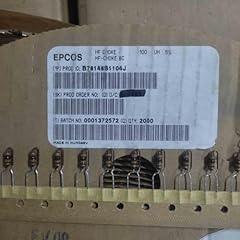 EPCOS HF CHOKE 100 UH 5%
HF-CHOKE BC
(1P) PROD ID: B78148S1104J
(9K) PROD ORDER NO: (D) D/C:
(T) BATCH NO: 0001372572 (Q) QTY: 2000
MADE IN HUNGARY